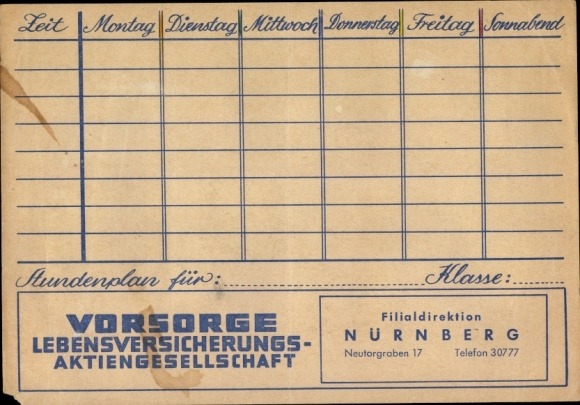 Zeit Montag Dienstag Mittwoch Donnerstag Freitag Sonnabend
Stundenplan für: Klasse:
VORSORGE
LEBENSVERSICHERUNGS-
AKTIENGESELLSCHAFT
Filialdirektion
NÜRNBERG
Neutorgraben 17 Telefon 30777